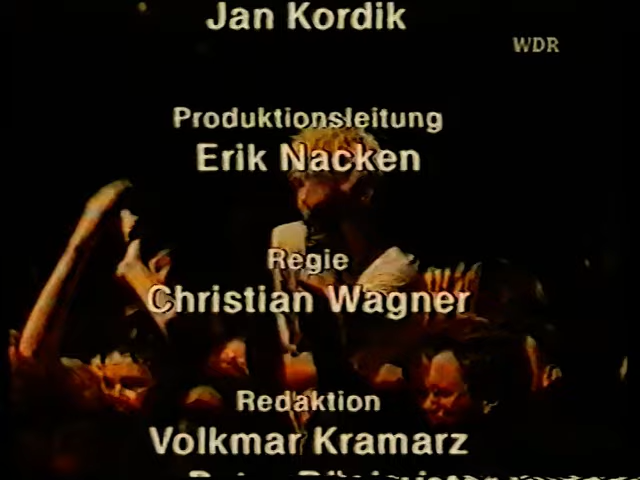 Jan Kordik
WDR
Produktionsleitung
Erik Nacken
Regie
Christian Wagner
Redaktion
Volkmar Kramarz